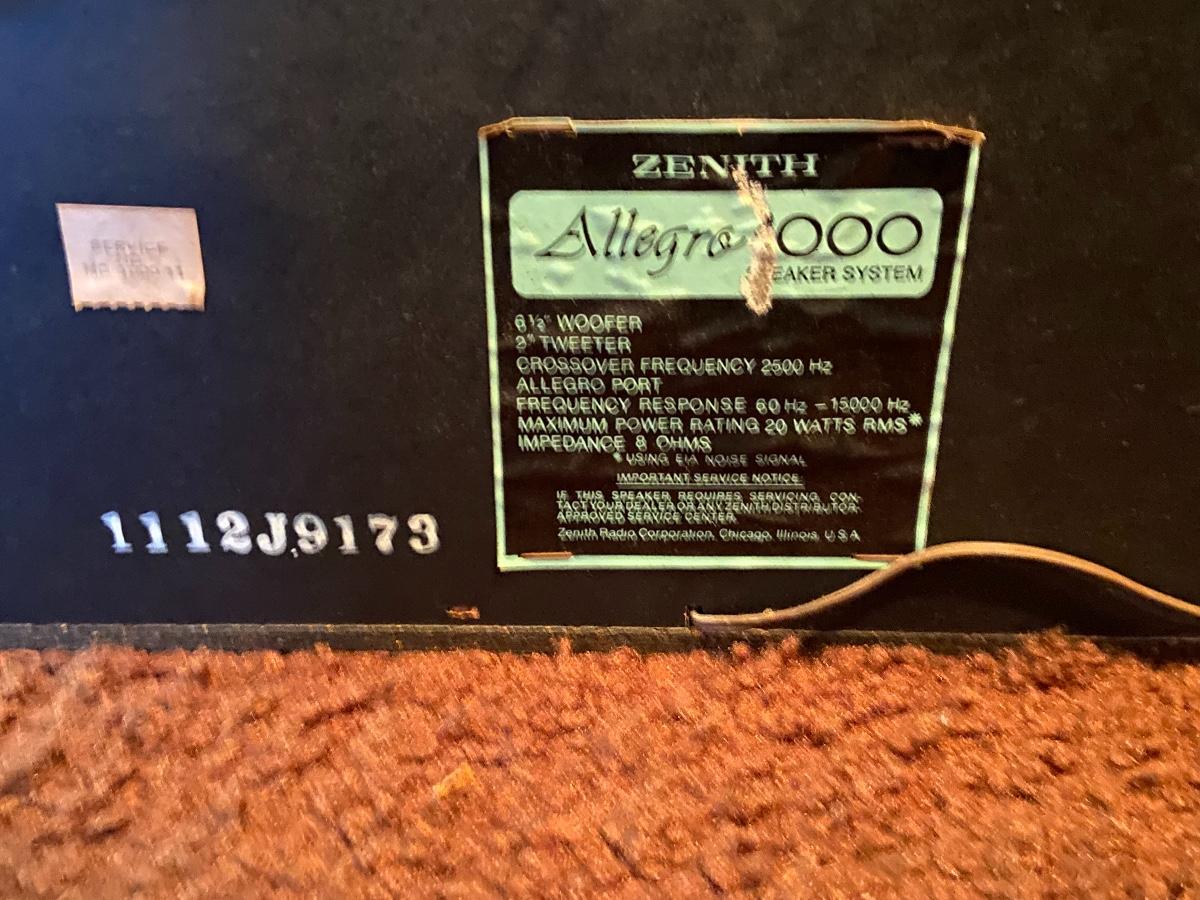 ZENITH
Allegro 000
EAKER SYSTEM
6½" WOOFER
2" TWEETER
CROSSOVER FREQUENCY 2500 Hz
ALLEGRO PORT
FREQUENCY RESPONSE 60 Hz – 15000 Hz
MAXIMUM POWER RATING 20 WATTS RMS*
IMPEDANCE 8 OHMS
* USING EIA NOISE SIGNAL
IMPORTANT SERVICE NOTICE
IF THIS SPEAKER REQUIRES SERVICING, CON-
TACT YOUR DEALER OR ANY ZENITH DISTRIBUTOR
APPROVED SERVICE CENTER.
Zenith Radio Corporation, Chicago, Illinois, U.S.A.
SERVICE
1112J9173